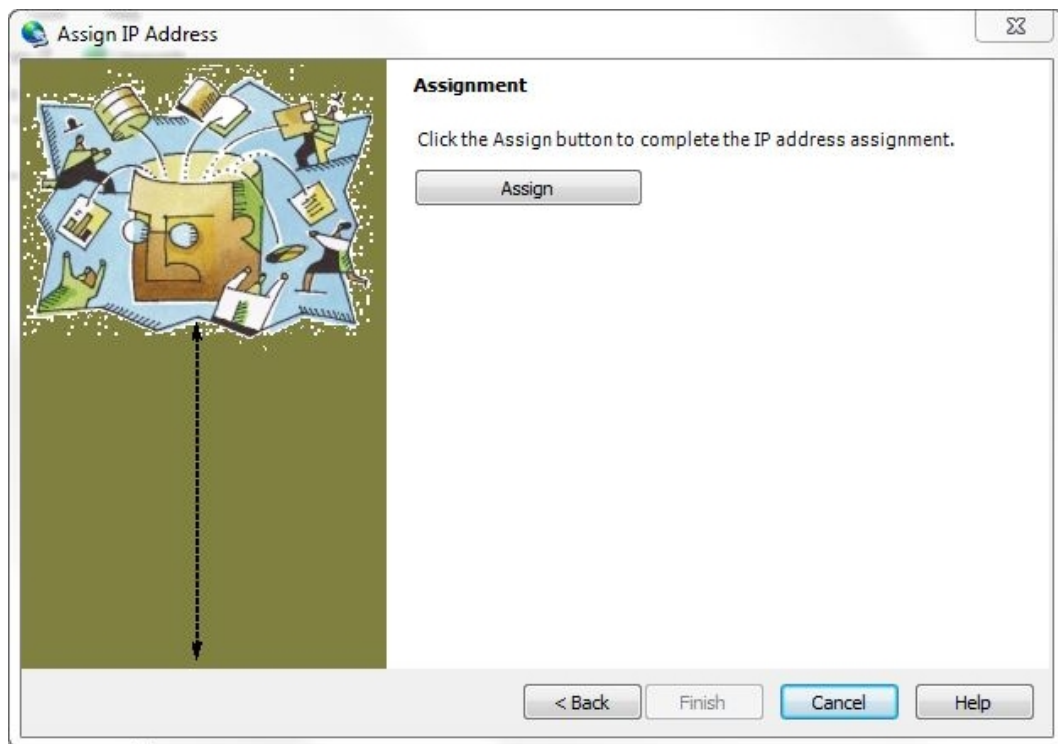 Assign IP Address
Assignment
Click the Assign button to complete the IP address assignment.
Assign
< Back Finish Cancel Help